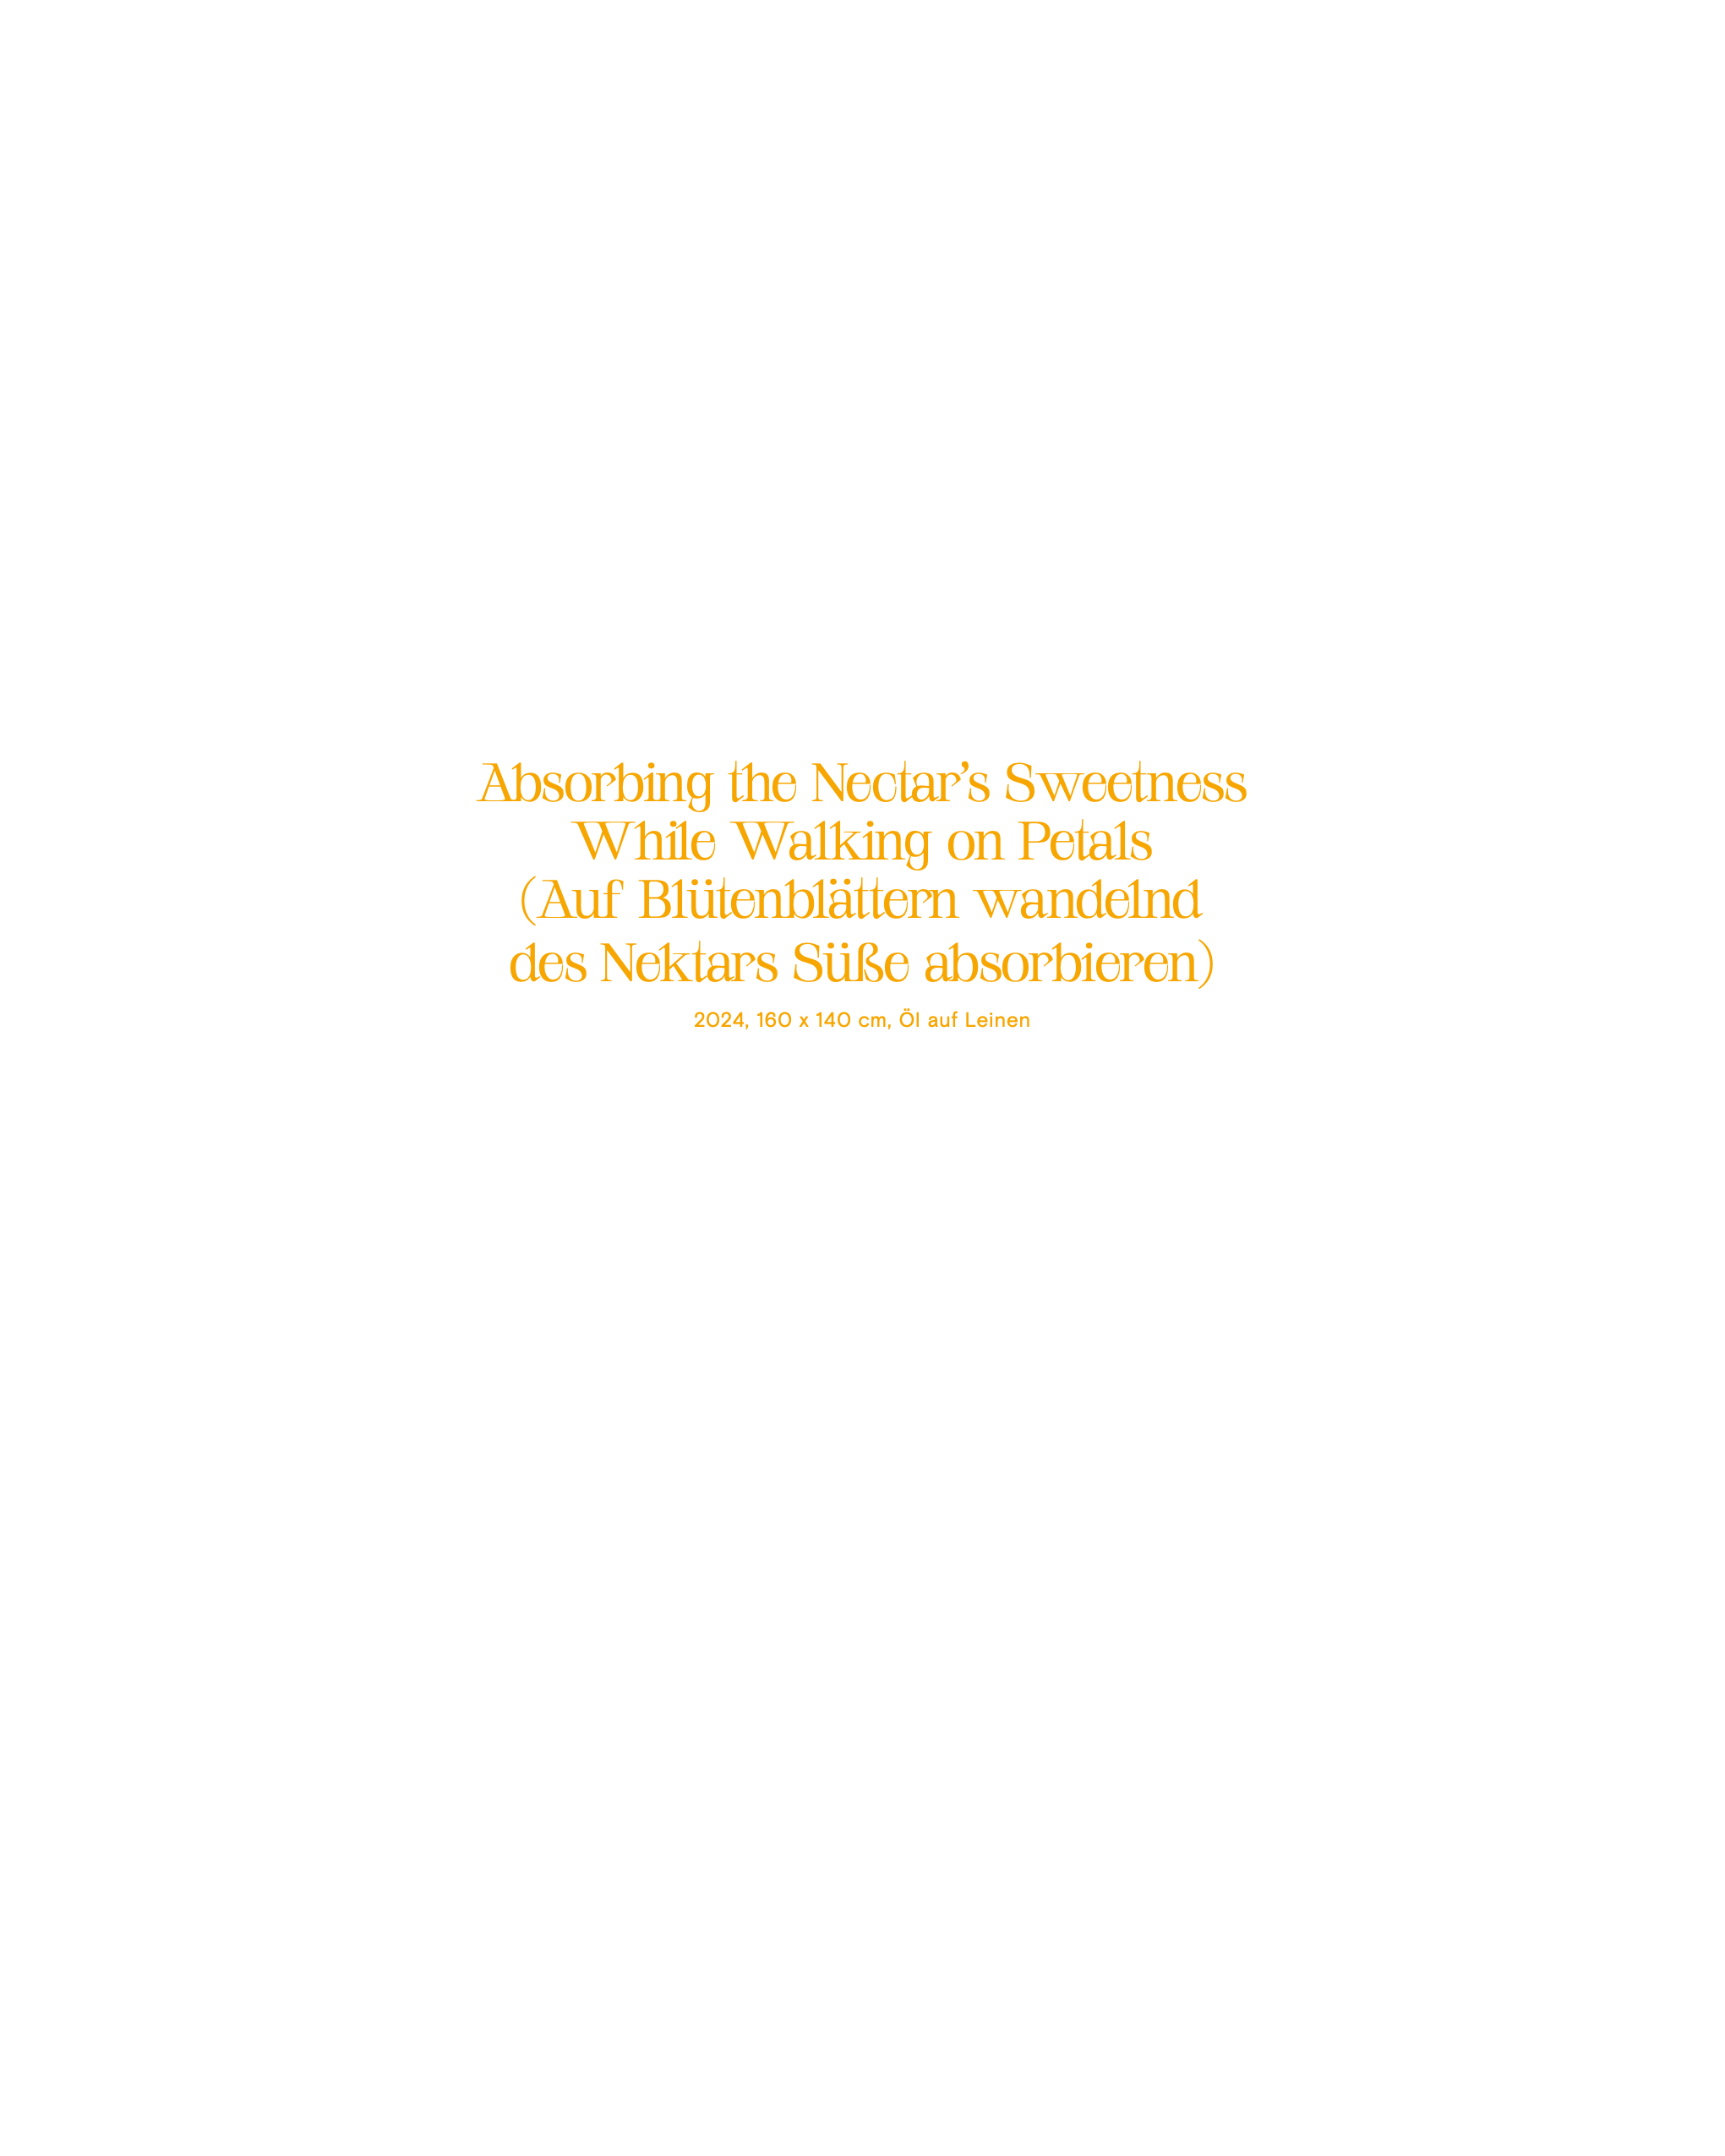 Absorbing the Nectar’s Sweetness
While Walking on Petals
(Auf Blütenblättern wandelnd
des Nektars Süße absorbieren)
2024, 160 x 140 cm, Öl auf Leinen